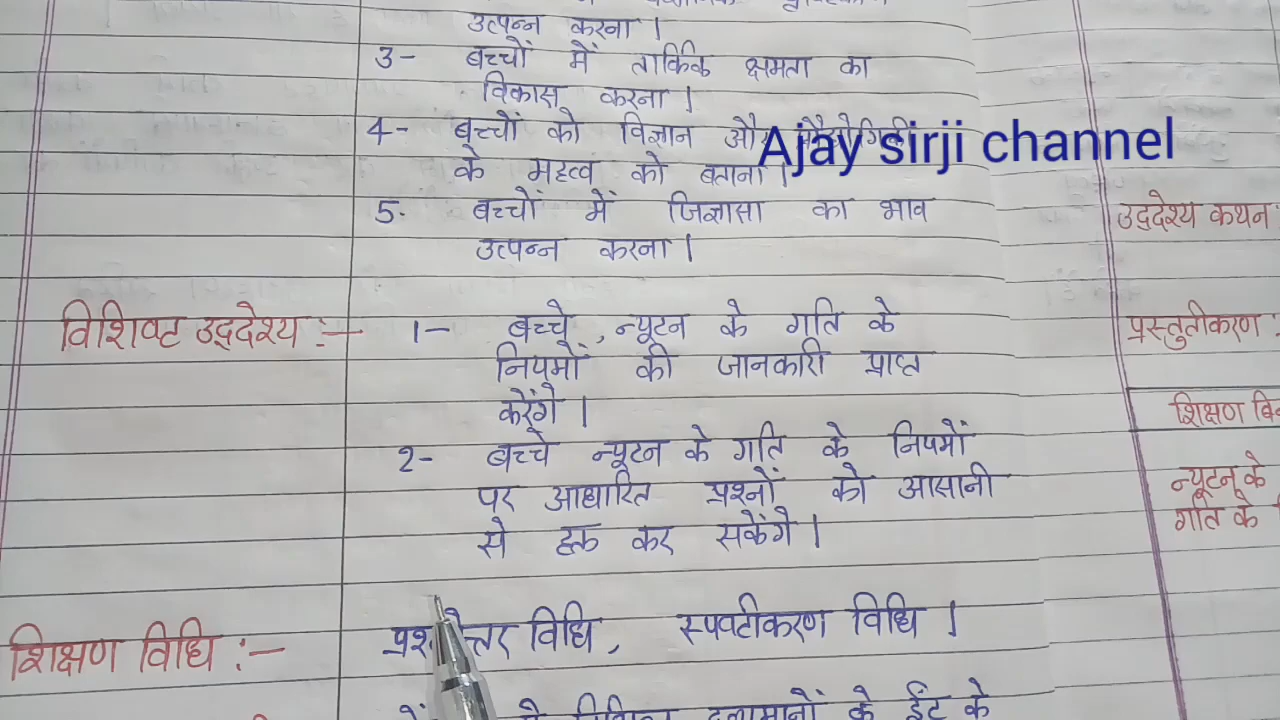 उत्पन्न करना ।
3- बच्चों में तार्किक क्षमता का
विकास करना ।
4- बच्चों को विज्ञान और
Ajay sirji channel
के महत्व को बताना ।
5. बच्चों में जिज्ञासा का भाव
उत्पन्न करना ।
विशिष्ट उद्देश्य :- 1- बच्चे, न्यूटन के गति के
नियमों की जानकारी प्राप्त
करेंगे ।
2- बच्चे न्यूटन के गति के नियमों
पर आधारित प्रश्नों को आसानी
से हल कर सकेंगे ।
शिक्षण विधि :- विधि, स्पष्टीकरण विधि ।
के ईंट के
उद्देश्य कथन:
प्रस्तुतीकरण :
शिक्षण
न्यूटन के
गति के